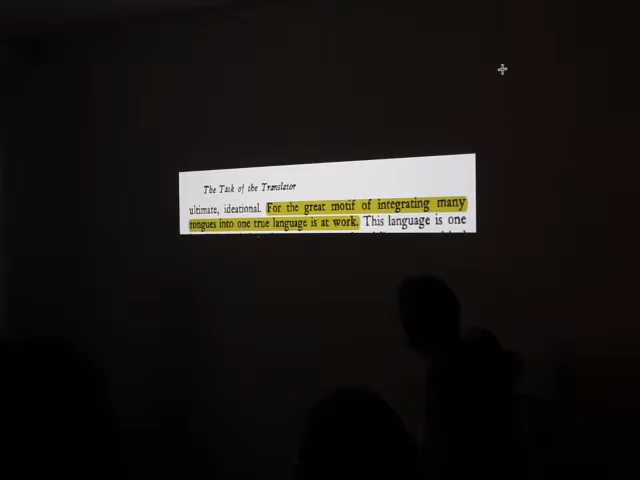 The Task of the Translator
ultimate, ideational. For the great motif of integrating many
tongues into one true language is at work. This language is one